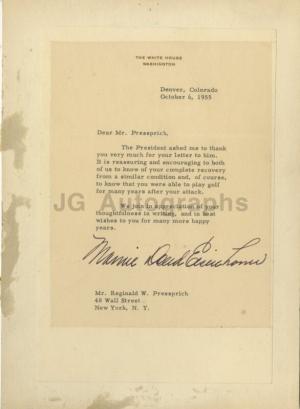 THE WHITE HOUSE
WASHINGTON
Denver, Colorado
October 6, 1955
Dear Mr. Pressprich,
The President asked me to thank
you very much for your letter to him.
It is reassuring and encouraging to both
of us to know of your complete recovery
from a similar condition and, of course,
to know that you were able to play golf
for many years after your attack.
JG Autographs
We join in appreciation of your
thoughtfulness in writing, and in best
wishes to you for many more happy
years.
Mamie Doud Eisenhower
Mr. Reginald W. Pressprich
48 Wall Street
New York, N. Y.